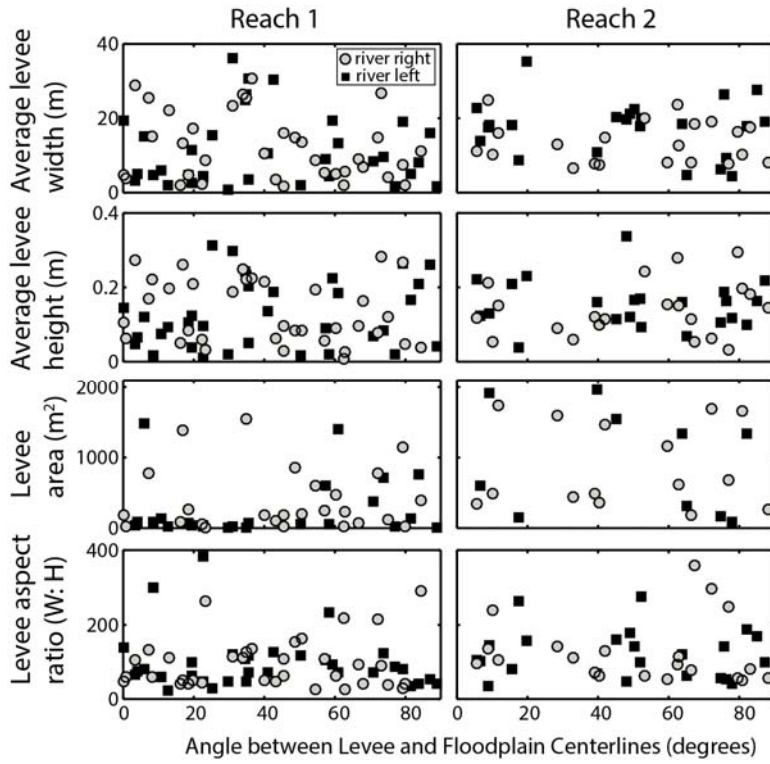 Reach 1
Reach 2
Average levee
width (m)
40
20
0
river right
river left
Average levee
height (m)
0.4
0.2
0
Levee
area (m²)
2000
1000
0
Levee aspect
ratio (W: H)
400
200
0
0
20
40
60
80
0
20
40
60
80
Angle between Levee and Floodplain Centerlines (degrees)